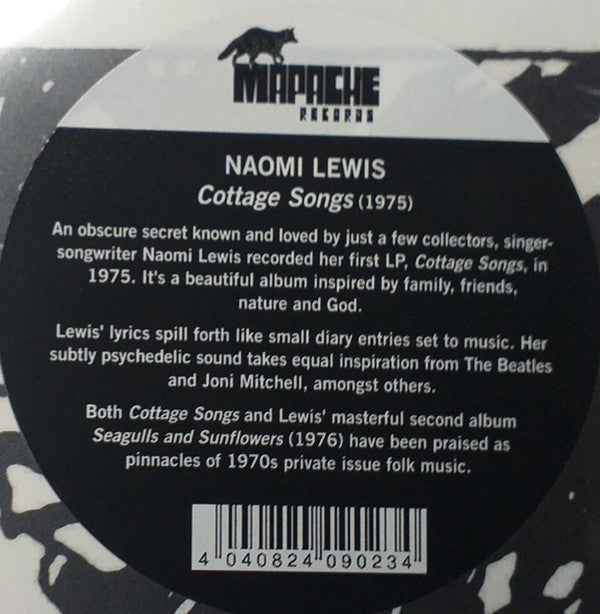 MAPACHE
RECORDS
NAOMI LEWIS
Cottage Songs (1975)
An obscure secret known and loved by just a few collectors, singer-
songwriter Naomi Lewis recorded her first LP, Cottage Songs, in
1975. It's a beautiful album inspired by family, friends,
nature and God.
Lewis' lyrics spill forth like small diary entries set to music. Her
subtly psychedelic sound takes equal inspiration from The Beatles
and Joni Mitchell, amongst others.
Both Cottage Songs and Lewis' masterful second album
Seagulls and Sunflowers (1976) have been praised as
pinnacles of 1970s private issue folk music.
4 040824 090234